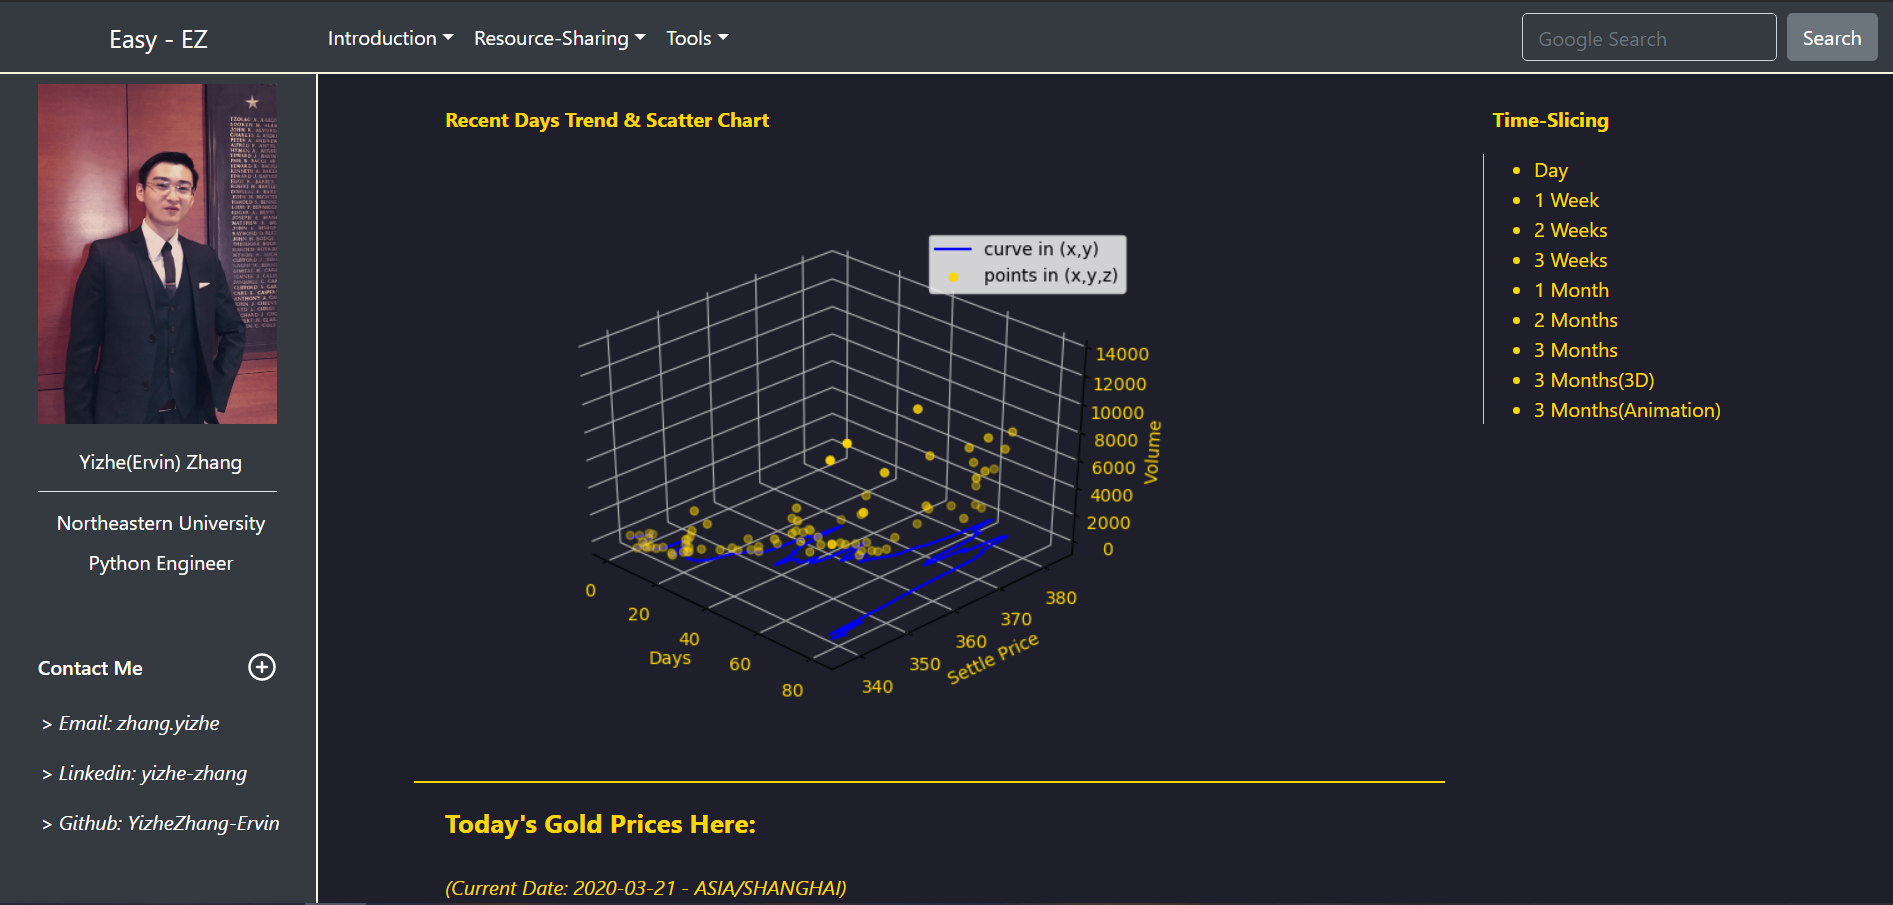 Easy - EZ
Introduction
Resource-Sharing
Tools
Google Search
Search
Yizhe(Ervin) Zhang
Northeastern University
Python Engineer
Contact Me
> Email: zhang.yizhe
> Linkedin: yizhe-zhang
> Github: YizheZhang-Ervin
Recent Days Trend & Scatter Chart
curve in (x,y)
points in (x,y,z)
14000
12000
10000
8000
6000
4000
2000
0
Volume
0
20
40
60
80
Days
340
350
360
370
380
Settle Price
Today's Gold Prices Here:
(Current Date: 2020-03-21 - ASIA/SHANGHAI)
Time-Slicing
• Day
• 1 Week
• 2 Weeks
• 3 Weeks
• 1 Month
• 2 Months
• 3 Months
• 3 Months(3D)
• 3 Months(Animation)